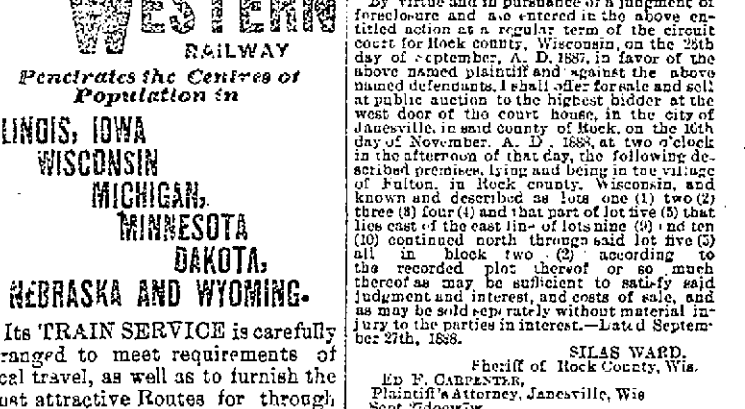 WESTERN
RAILWAY
Penetrates the Centres of
Population in
LINOIS, IOWA
WISCONSIN
MICHIGAN,
MINNESOTA
DAKOTA,
NEBRASKA AND WYOMING.
Its TRAIN SERVICE is carefully
ranged to meet requirements of
cal travel, as well as to furnish the
ost attractive Routes for through
By virtue and in pursuance of a judgment of
foreclosure and ale entered in the above en-
titled action at a regular term of the circuit
court for Rock county, Wisconsin, on the 28th
day of September, A. D. 1887, in favor of the
above named plaintiff and against the above
named defendants, I shall offer for sale and sell
at public auction to the highest bidder at the
west door of the court house, in the city of
Janesville, in said county of Rock, on the 16th
day of November, A. D., 1888, at two o'clock
in the afternoon of that day, the following de-
scribed premises, lying and being in the village
of Fulton, in Rock county, Wisconsin, and
known and described as lots one (1) two (2)
three (3) four (4) and that part of lot five (5) that
lies east of the east line of lots nine (9) and ten
(10) continued north through said lot five (5)
all in block two (2) according to
the recorded plot thereof or so much
thereof as may be sufficient to satisfy said
judgment and interest, and costs of sale, and
as may be sold seprately without material in-
jury to the parties in interest.—Dated Septem-
ber 27th, 1888.
SILAS WARD,
Sheriff of Rock County, Wis.
ED F. CARPENTER,
Plaintiff's Attorney, Janesville, Wis